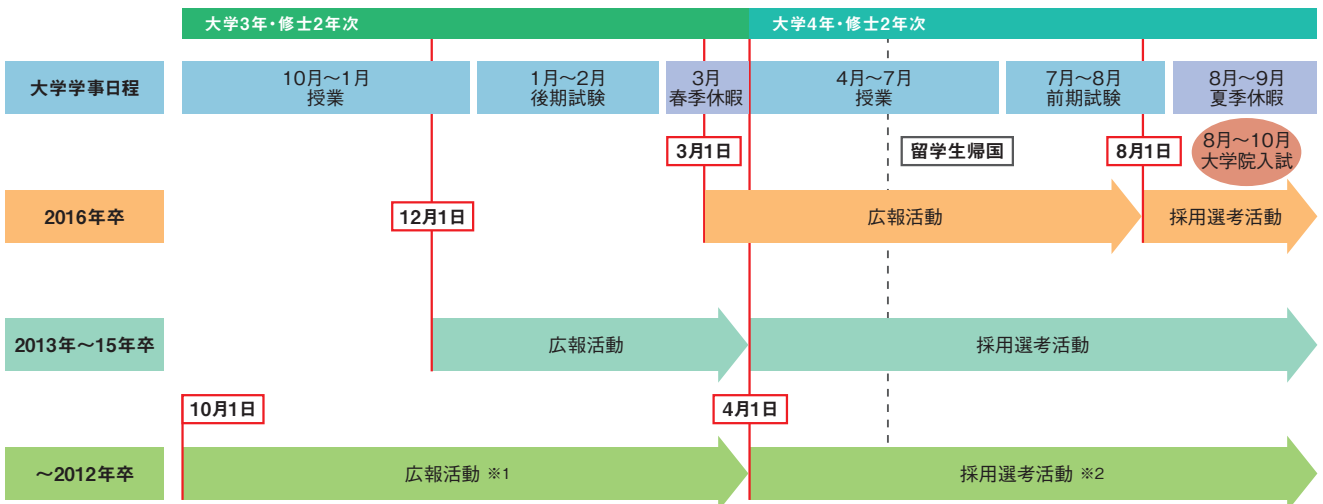 大学3年・修士2年次
大学4年・修士2年次
大学学事日程
10月～1月
授業
1月～2月
後期試験
3月
春季休暇
4月～7月
授業
7月～8月
前期試験
8月～9月
夏季休暇
3月1日
留学生帰国
8月1日
8月～10月
大学院入試
2016年卒
12月1日
広報活動
採用選考活動
2013年～15年卒
広報活動
採用選考活動
10月1日
4月1日
～2012年卒
広報活動 ※1
採用選考活動 ※2